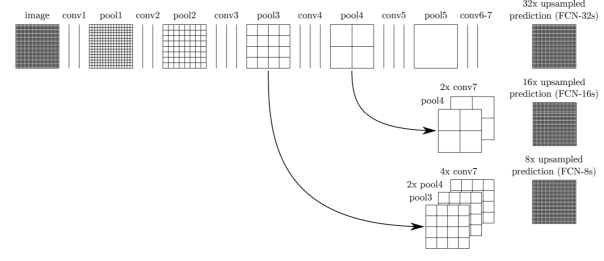 image conv1 pool1 conv2 pool2 conv3 pool3 conv4 pool4 conv5 pool5 conv6-7
32x upsampled
prediction (FCN-32s)
2x conv7
pool4
16x upsampled
prediction (FCN-16s)
4x conv7
2x pool4
pool3
8x upsampled
prediction (FCN-8s)